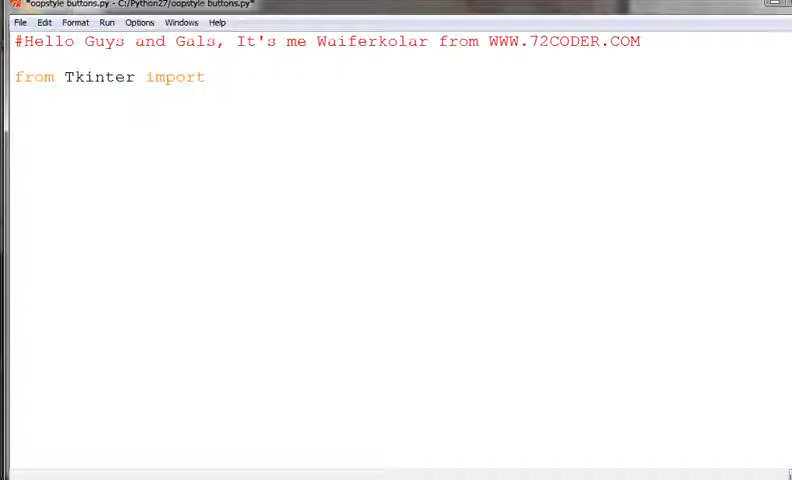 *oopstyle buttons.py - C:/Python27/oopstyle buttons.py*
File Edit Format Run Options Windows Help
#Hello Guys and Gals, It's me Waiferkolar from WWW.72CODER.COM
from Tkinter import